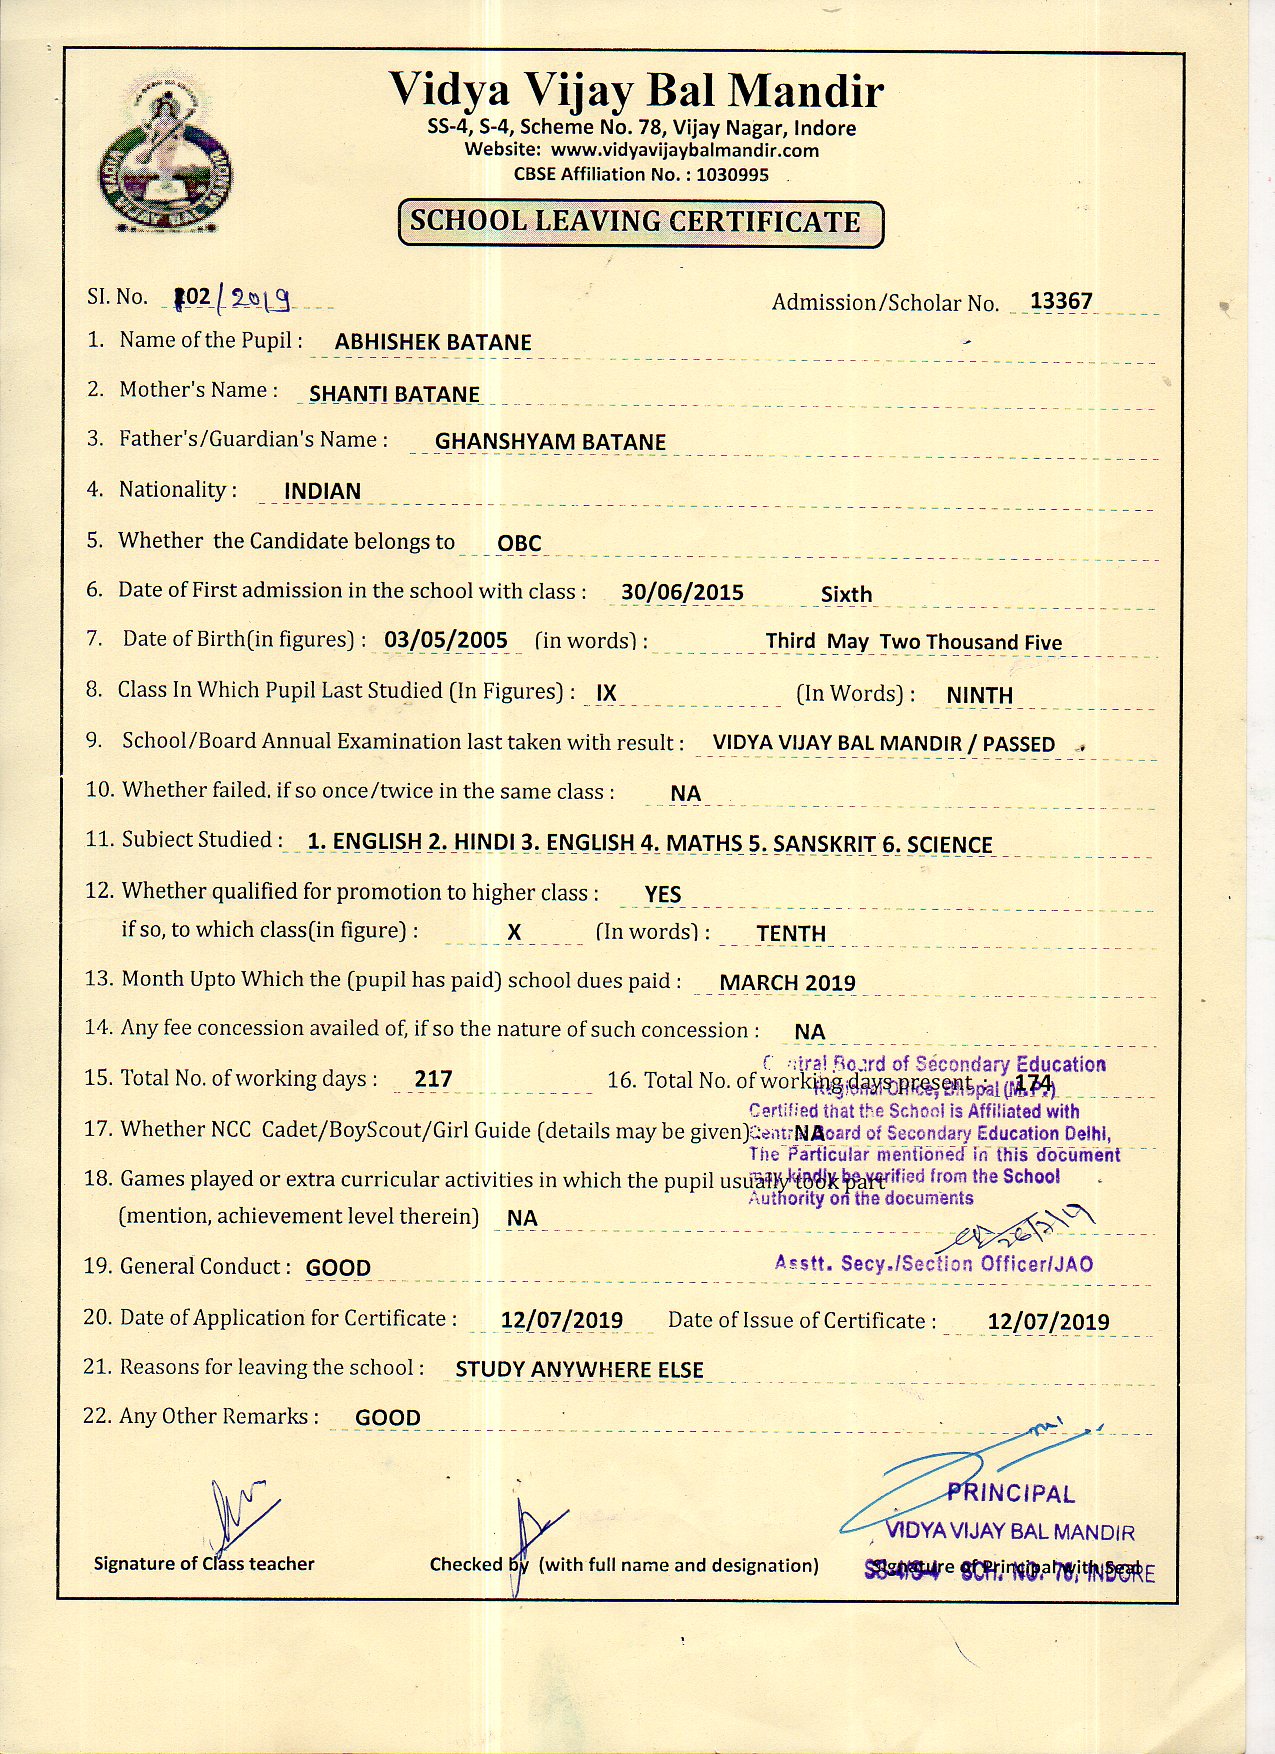 Vidya Vijay Bal Mandir
SS-4, S-4, Scheme No. 78, Vijay Nagar, Indore
Website: www.vidyavijaybalmandir.com
CBSE Affiliation No. : 1030995
VIDYA VIJAY BAL MANDIR
SCHOOL LEAVING CERTIFICATE
SI. No. 102/2019 Admission/Scholar No. 13367
1. Name of the Pupil : ABHISHEK BATANE
2. Mother's Name : SHANTI BATANE
3. Father's/Guardian's Name : GHANSHYAM BATANE
4. Nationality : INDIAN
5. Whether the Candidate belongs to OBC
6. Date of First admission in the school with class : 30/06/2015 Sixth
7. Date of Birth(in figures) : 03/05/2005 (in words) : Third May Two Thousand Five
8. Class In Which Pupil Last Studied (In Figures) : IX (In Words) : NINTH
9. School/Board Annual Examination last taken with result : VIDYA VIJAY BAL MANDIR / PASSED
10. Whether failed. if so once/twice in the same class : NA
11. Subject Studied : 1. ENGLISH 2. HINDI 3. ENGLISH 4. MATHS 5. SANSKRIT 6. SCIENCE
12. Whether qualified for promotion to higher class : YES
if so, to which class(in figure) : X (In words) : TENTH
13. Month Upto Which the (pupil has paid) school dues paid : MARCH 2019
14. Any fee concession availed of, if so the nature of such concession : NA
15. Total No. of working days : 217 16. Total No. of working days present : 174
17. Whether NCC Cadet/BoyScout/Girl Guide (details may be given) NA
18. Games played or extra curricular activities in which the pupil usually took part
(mention, achievement level therein) NA
Central Board of Secondary Education
Regional Office, Bhopal (M.P.)
Certified that the School is Affiliated with
Central Board of Secondary Education Delhi,
The Particular mentioned in this document
may kindly be verified from the School
Authority on the documents
26/7/19
Asstt. Secy./Section Officer/JAO
19. General Conduct : GOOD
20. Date of Application for Certificate : 12/07/2019 Date of Issue of Certificate : 12/07/2019
21. Reasons for leaving the school : STUDY ANYWHERE ELSE
22. Any Other Remarks : GOOD
PRINCIPAL
VIDYA VIJAY BAL MANDIR
SS-4/S-4 SCH. NO. 78, INDORE
Signature of Class teacher Checked by (with full name and designation) Signature of Principal with Seal